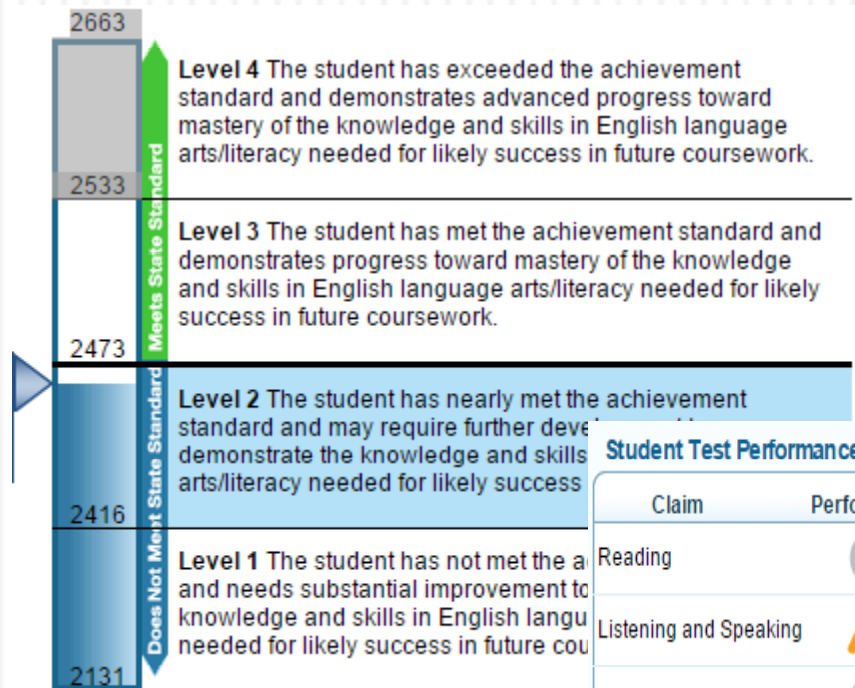 2663
Level 4 The student has exceeded the achievement
standard and demonstrates advanced progress toward
mastery of the knowledge and skills in English language
arts/literacy needed for likely success in future coursework.
2533
Meets State Standard
Level 3 The student has met the achievement standard and
demonstrates progress toward mastery of the knowledge
and skills in English language arts/literacy needed for likely
success in future coursework.
2473
Level 2 The student has nearly met the achievement
standard and may require further
demonstrate the knowledge and skills
arts/literacy needed for likely success
2416
Does Not Meet State Standard
Level 1 The student has not met the
and needs substantial improvement to
knowledge and skills in English
needed for likely success in future
2131
Student Test Performance
Claim
Reading
Listening and Speaking